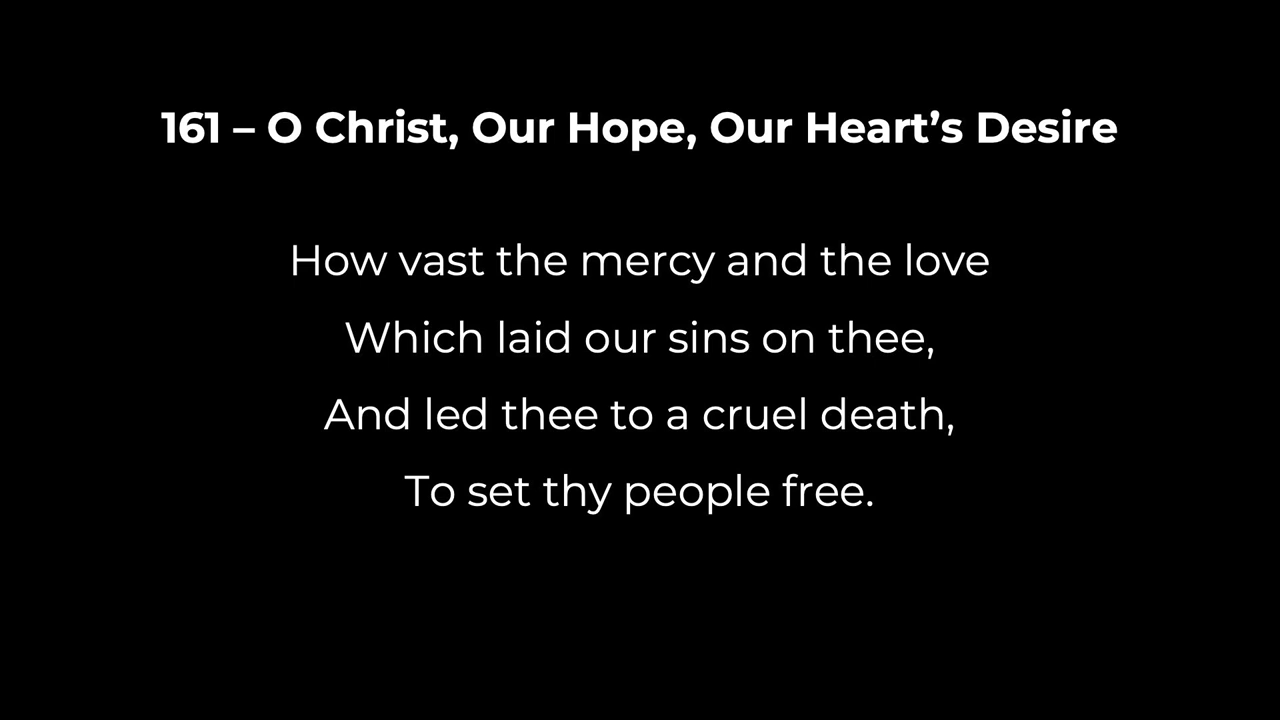 161 – O Christ, Our Hope, Our Heart’s Desire
How vast the mercy and the love
Which laid our sins on thee,
And led thee to a cruel death,
To set thy people free.